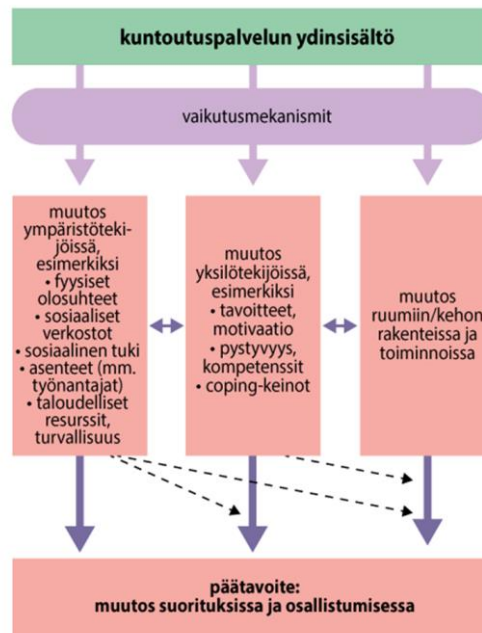 kuntoutuspalvelun ydinsisältö
vaikutusmekanismit
muutos
ympäristöteki-
jöissä,
esimerkiksi
• fyysiset
olosuhteet
• sosiaaliset
verkostot
• sosiaalinen tuki
• asenteet (mm.
työnantajat)
• taloudelliset
resurssit,
turvallisuus
muutos
yksilötekijöissä,
esimerkiksi
• tavoitteet,
motivaatio
• pystyvyys,
kompetenssit
• coping-keinot
muutos
ruumiin/kehon
rakenteissa ja
toiminnoissa
päätavoite:
muutos suorituksissa ja osallistumisessa